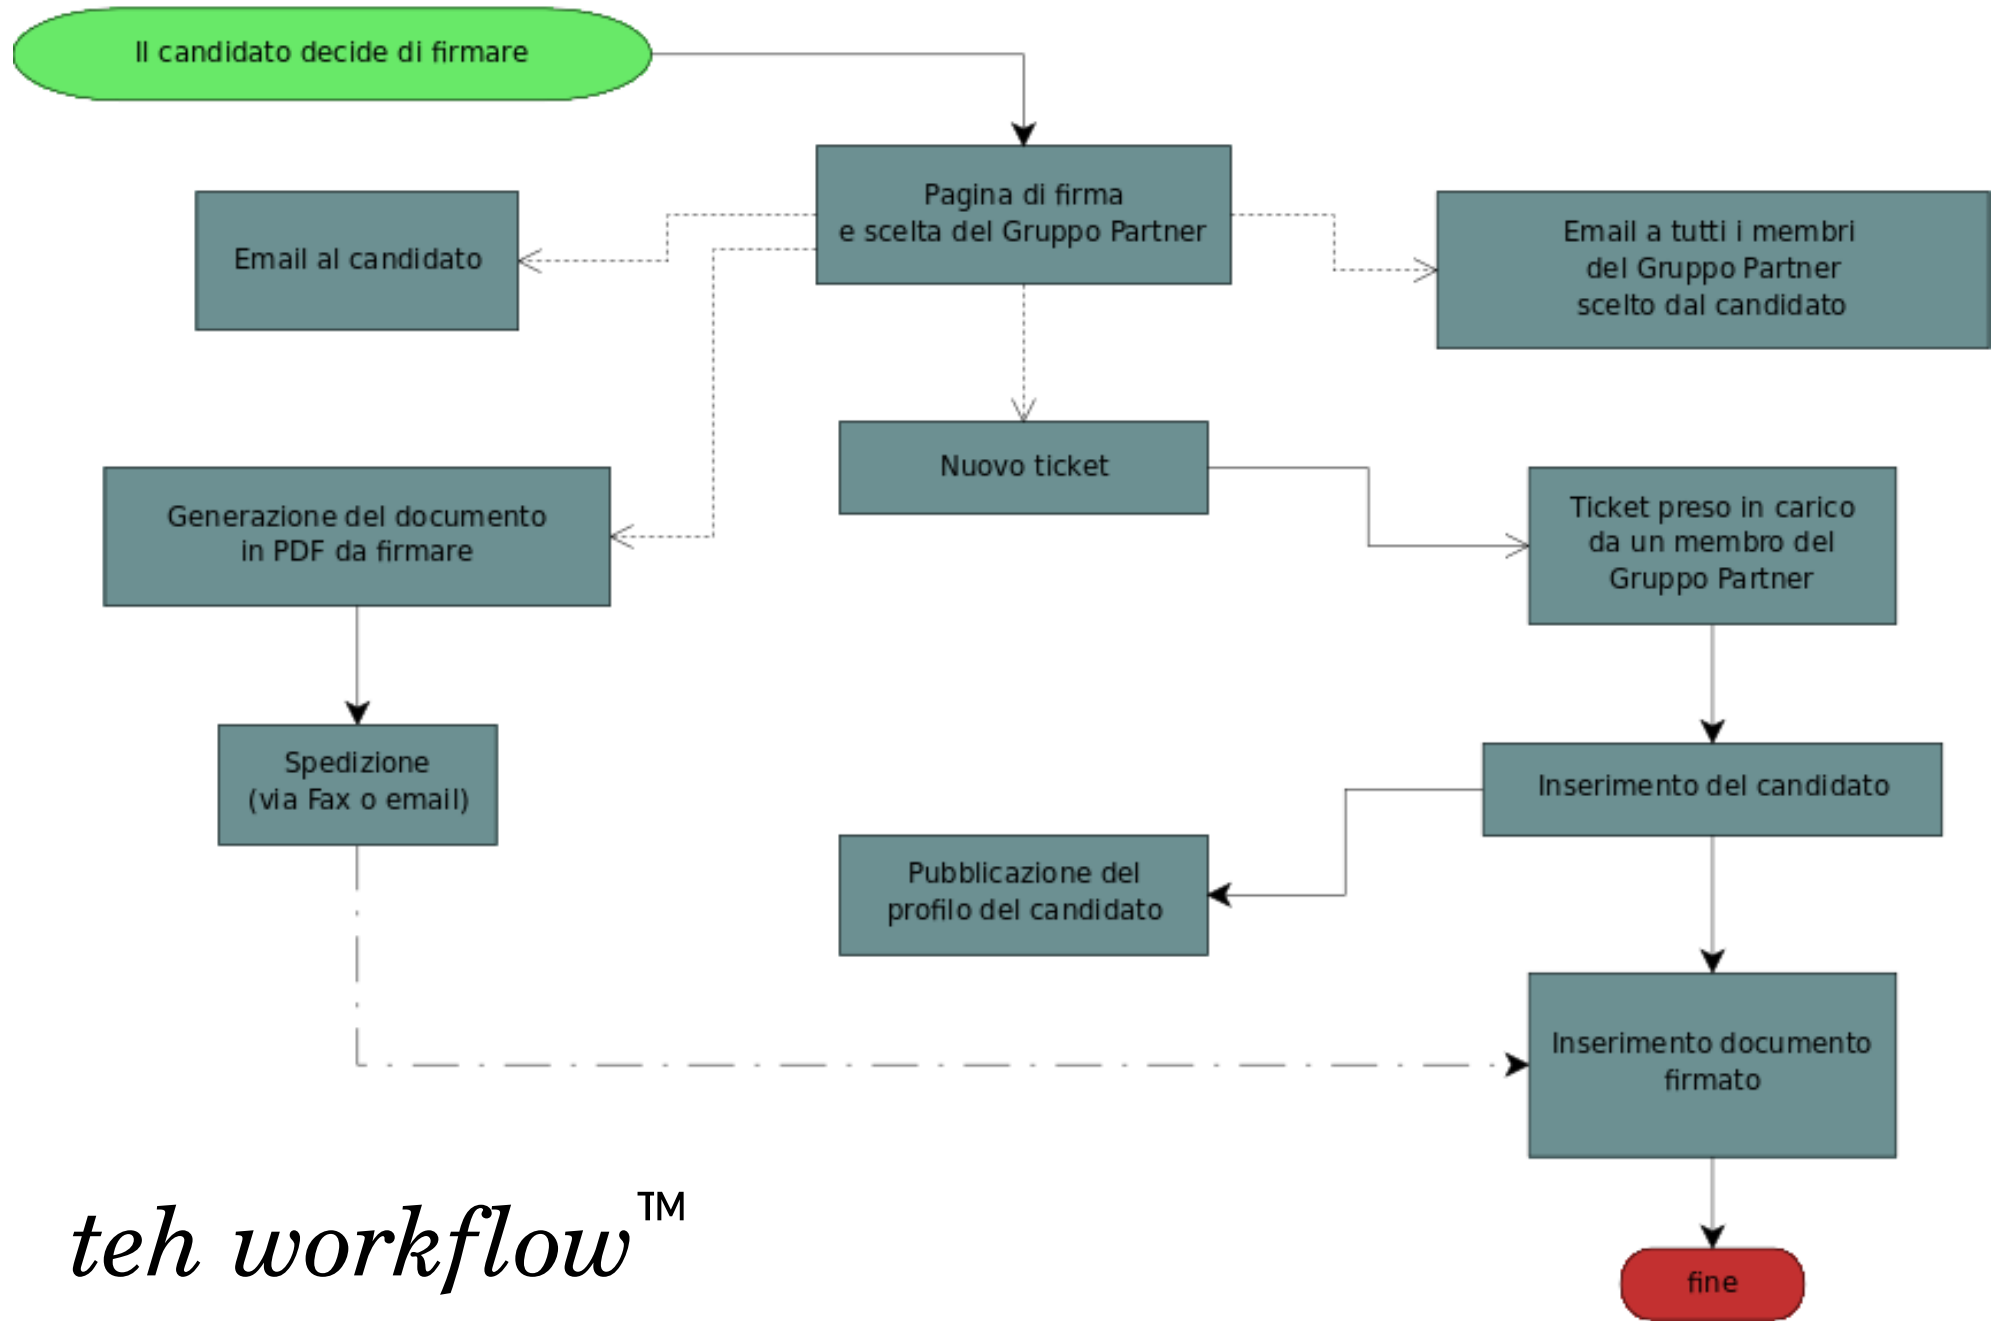 Il candidato decide di firmare
Pagina di firma
e scelta del Gruppo Partner
Email al candidato
Email a tutti i membri
del Gruppo Partner
scelto dal candidato
Nuovo ticket
Generazione del documento
in PDF da firmare
Ticket preso in carico
da un membro del
Gruppo Partner
Spedizione
(via Fax o email)
Inserimento del candidato
Pubblicazione del
profilo del candidato
Inserimento documento
firmato
teh workflow™
fine